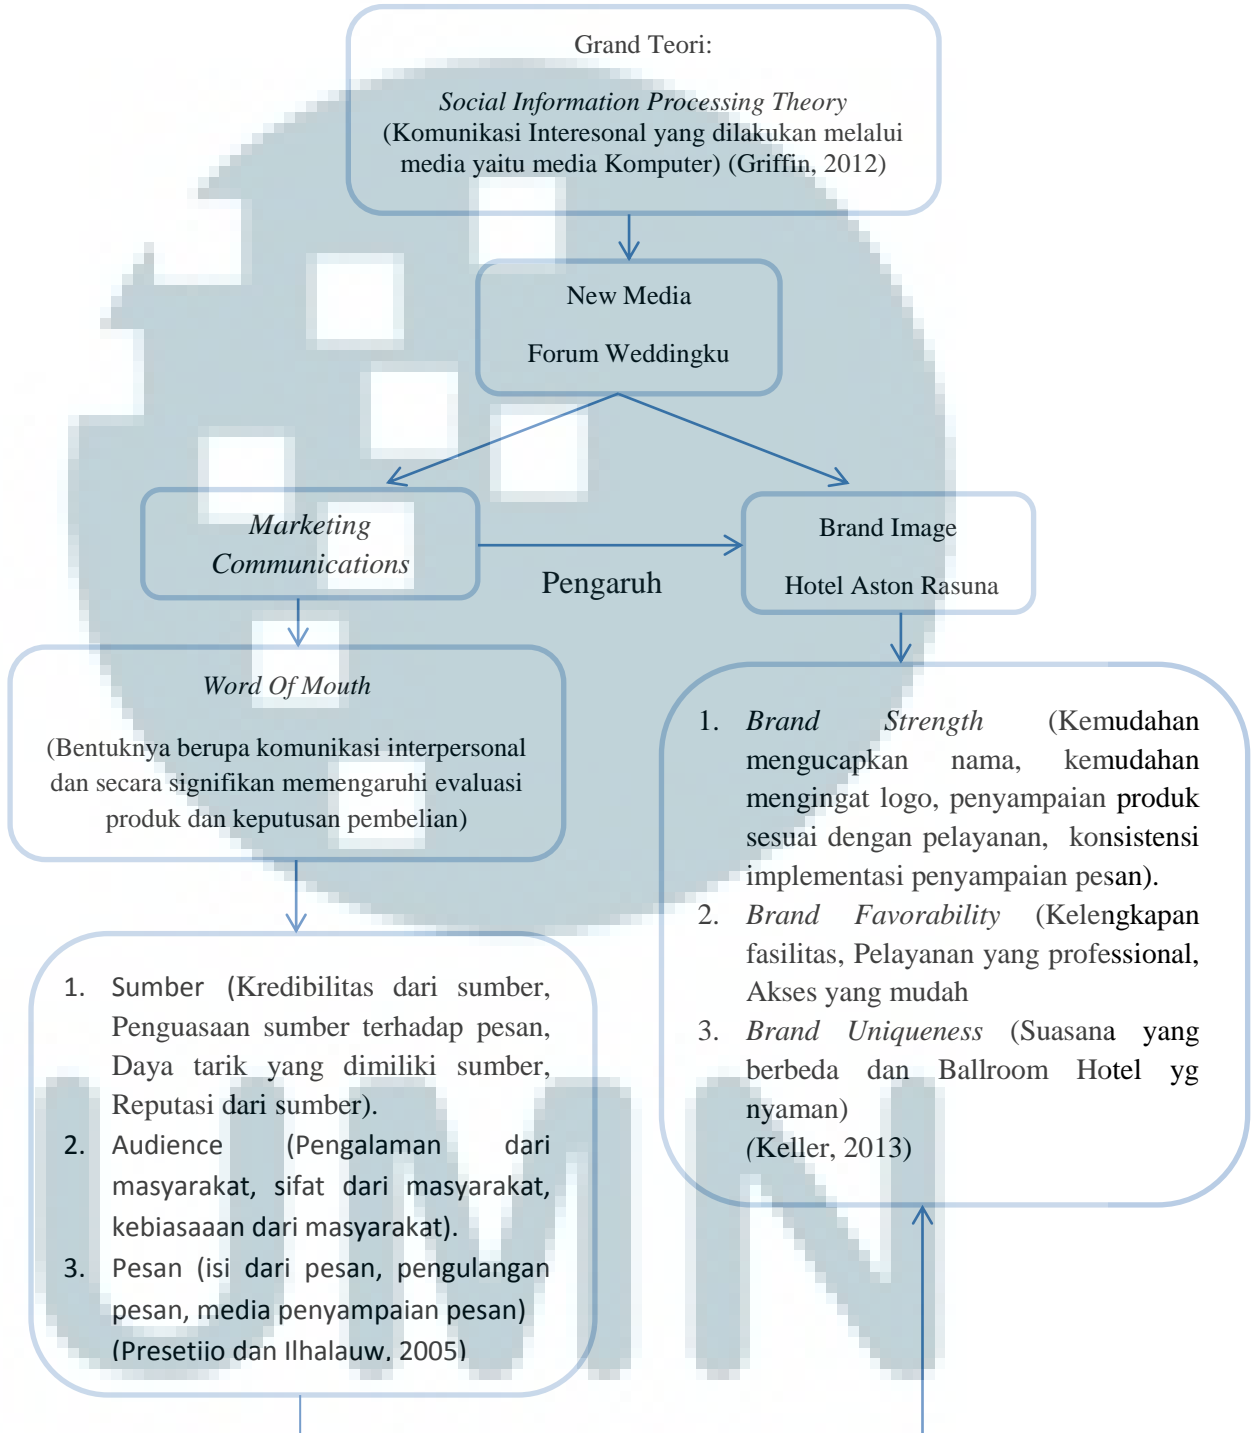 Grand Teori:
Social Information Processing Theory
(Komunikasi Interesonal yang dilakukan melalui
media yaitu media Komputer) (Griffin, 2012)
New Media
Forum Weddingku
Marketing
Communications
Pengaruh
Brand Image
Hotel Aston Rasuna
Word Of Mouth
(Bentuknya berupa komunikasi interpersonal
dan secara signifikan memengaruhi evaluasi
produk dan keputusan pembelian)
1. Brand Strength (Kemudahan
mengucapkan nama, kemudahan
mengingat logo, penyampaian produk
sesuai dengan pelayanan, konsistensi
implementasi penyampaian pesan).
2. Brand Favorability (Kelengkapan
fasilitas, Pelayanan yang professional,
Akses yang mudah
3. Brand Uniqueness (Suasana yang
berbeda dan Ballroom Hotel yg
nyaman)
(Keller, 2013)
1. Sumber (Kredibilitas dari sumber,
Penguasaan sumber terhadap pesan,
Daya tarik yang dimiliki sumber,
Reputasi dari sumber).
2. Audience (Pengalaman dari
masyarakat, sifat dari masyarakat,
kebiasaaan dari masyarakat).
3. Pesan (isi dari pesan, pengulangan
pesan, media penyampaian pesan)
(Presetijo dan Ilhalauw, 2005)
UMN